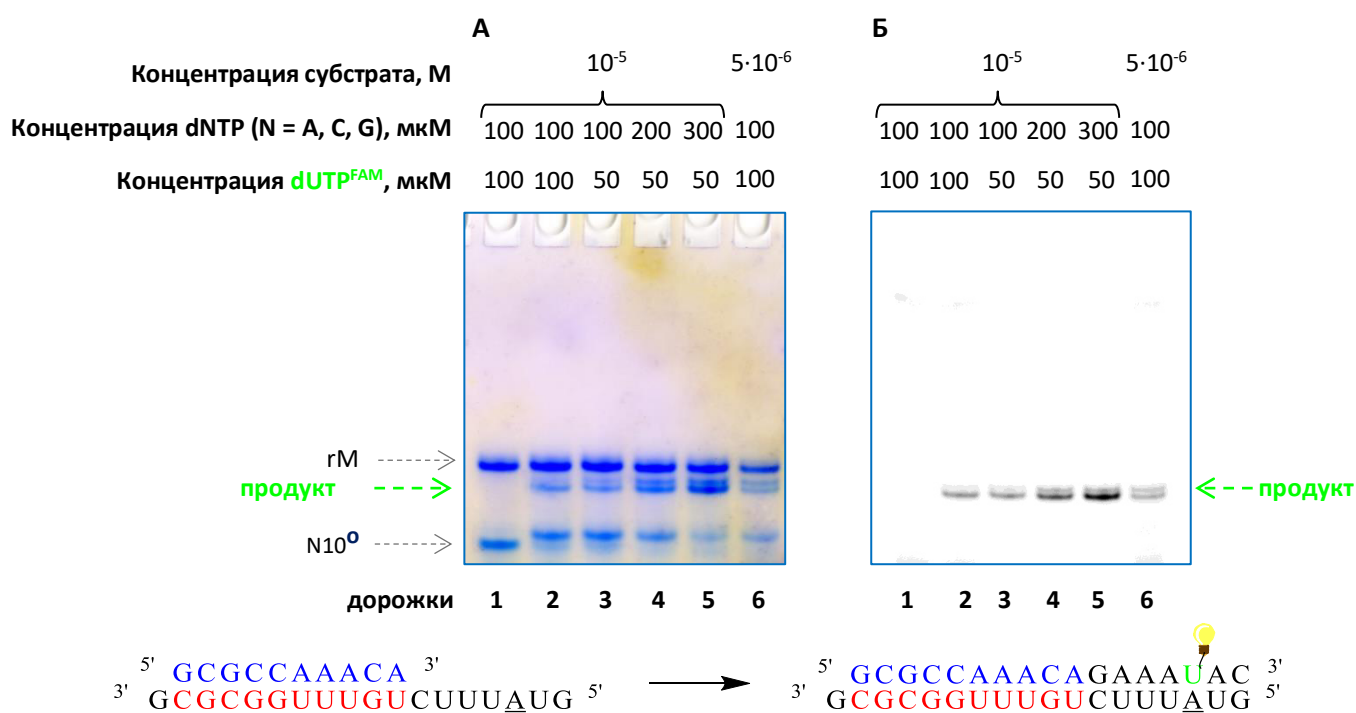 А Б
Концентрация субстрата, М 10⁻⁵ 5·10⁻⁶ 10⁻⁵ 5·10⁻⁶
Концентрация dNTP (N = A, C, G), мкМ 100 100 100 200 300 100 100 100 100 200 300 100
Концентрация dUTPᶠᴬᴹ, мкМ 100 100 50 50 50 100 100 100 50 50 50 100
rM
продукт продукт
N10ᴼ
дорожки 1 2 3 4 5 6 1 2 3 4 5 6
5' GCGCCAAACA 3' 5' GCGCCAAACAGAAAUAC 3'
3' GCGCGGUUUGUCUUUAUG 5' 3' GCGCGGUUUGUCUUUAUG 5'